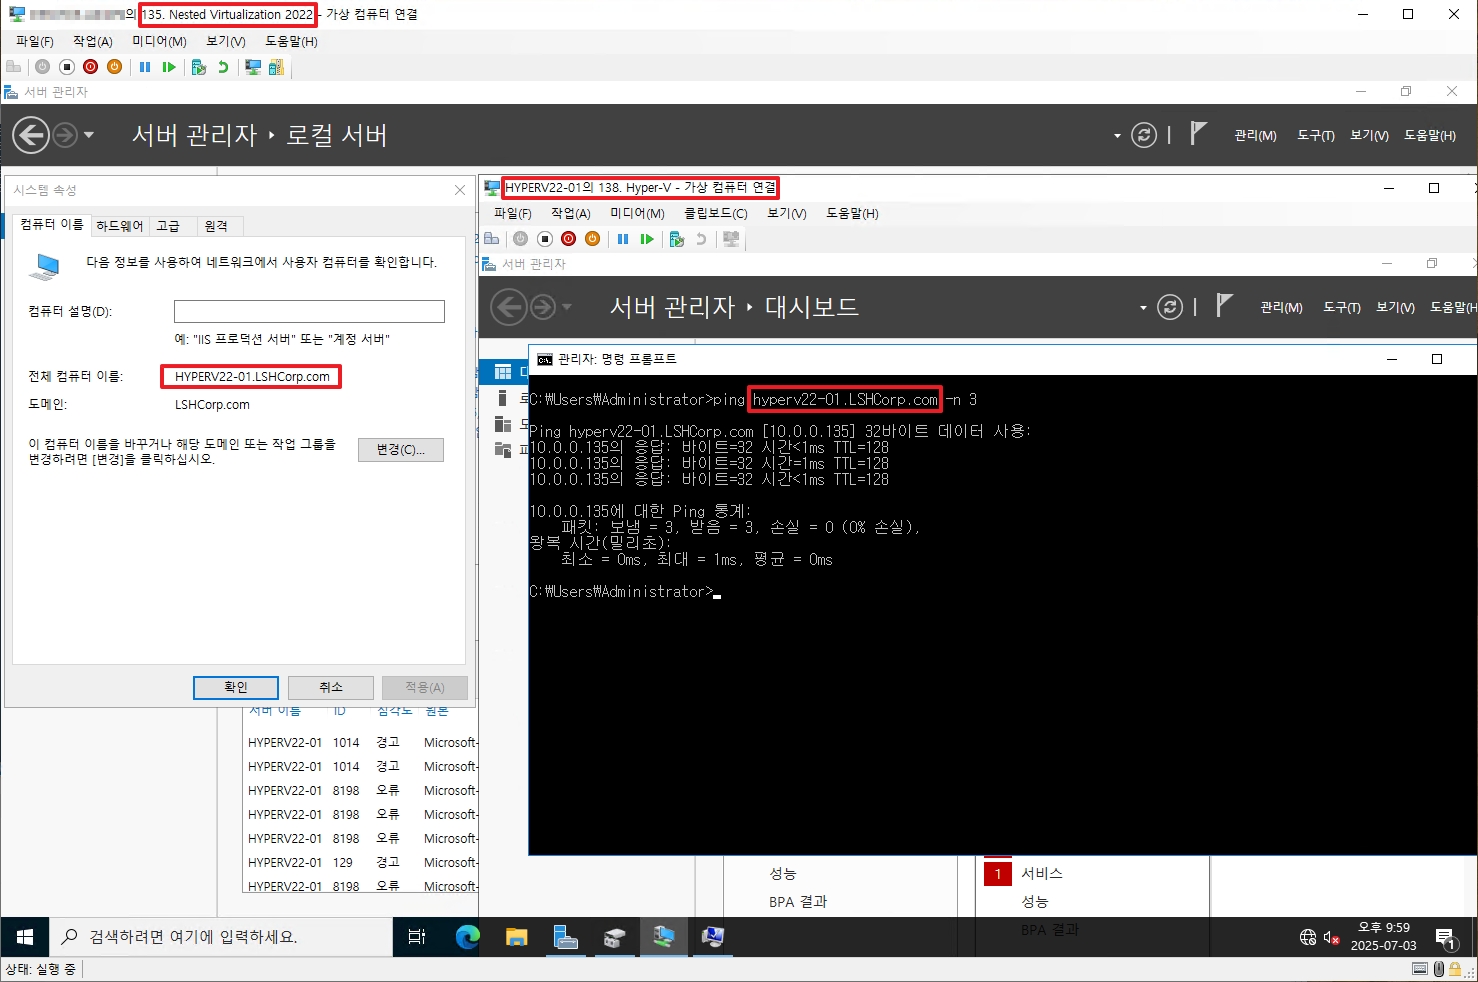 의 135. Nested Virtualization 2022 - 가상 컴퓨터 연결
파일(F) 작업(A) 미디어(M) 보기(V) 도움말(H)
서버 관리자
서버 관리자 ‣ 로컬 서버
관리(M) 도구(T) 보기(V) 도움말(H)
시스템 속성
컴퓨터 이름 하드웨어 고급 원격
다음 정보를 사용하여 네트워크에서 사용자 컴퓨터를 확인합니다.
컴퓨터 설명(D):
예: "IIS 프로덕션 서버" 또는 "계정 서버"
전체 컴퓨터 이름: HYPERV22-01.LSHCorp.com
도메인: LSHCorp.com
이 컴퓨터 이름을 바꾸거나 해당 도메인 또는 작업 그룹을
변경하려면 [변경]을 클릭하십시오.
변경(C)...
확인 취소 적용(A)
서버 이름 ID 심각도 원본
HYPERV22-01 1014 경고 Microsoft-
HYPERV22-01 1014 경고 Microsoft-
HYPERV22-01 8198 오류 Microsoft-
HYPERV22-01 8198 오류 Microsoft-
HYPERV22-01 8198 오류 Microsoft-
HYPERV22-01 129 경고 Microsoft-
HYPERV22-01 8198 오류 Microsoft-
HYPERV22-01의 138. Hyper-V - 가상 컴퓨터 연결
파일(F) 작업(A) 미디어(M) 클립보드(C) 보기(V) 도움말(H)
서버 관리자
서버 관리자 ‣ 대시보드
관리(M) 도구(T) 보기(V) 도움말(H
관리자: 명령 프롬프트
C:₩Users₩Administrator>ping hyperv22-01.LSHCorp.com -n 3
Ping hyperv22-01.LSHCorp.com [10.0.0.135] 32바이트 데이터 사용:
10.0.0.135의 응답: 바이트=32 시간<1ms TTL=128
10.0.0.135의 응답: 바이트=32 시간=1ms TTL=128
10.0.0.135의 응답: 바이트=32 시간<1ms TTL=128
10.0.0.135에 대한 Ping 통계:
패킷: 보냄 = 3, 받음 = 3, 손실 = 0 (0% 손실),
왕복 시간(밀리초):
최소 = 0ms, 최대 = 1ms, 평균 = 0ms
C:₩Users₩Administrator>
성능
BPA 결과
1 서비스
성능
BPA 결과
검색하려면 여기에 입력하세요.
오후 9:59
2025-07-03
1
상태: 실행 중